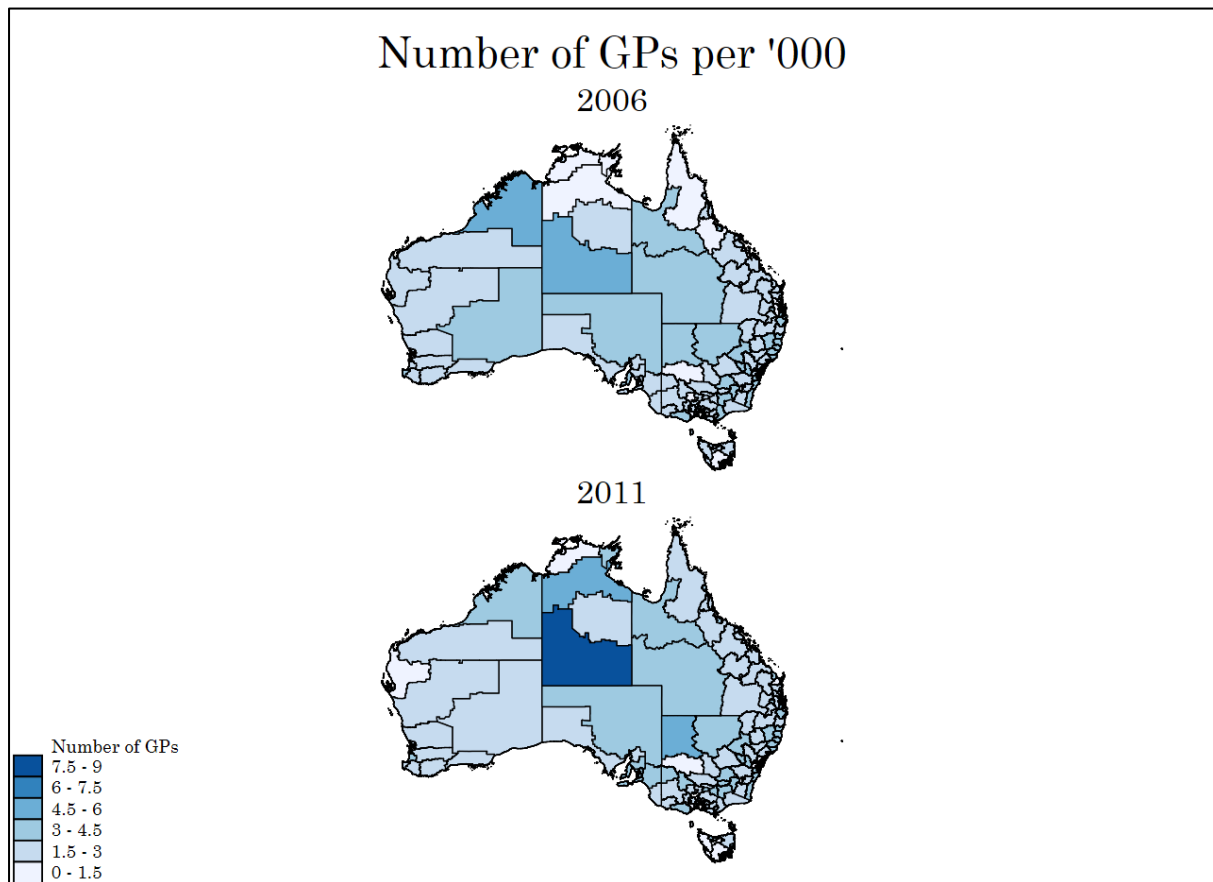 Number of GPs per '000
2006
2011
Number of GPs
7.5 - 9
6 - 7.5
4.5 - 6
3 - 4.5
1.5 - 3
0 - 1.5